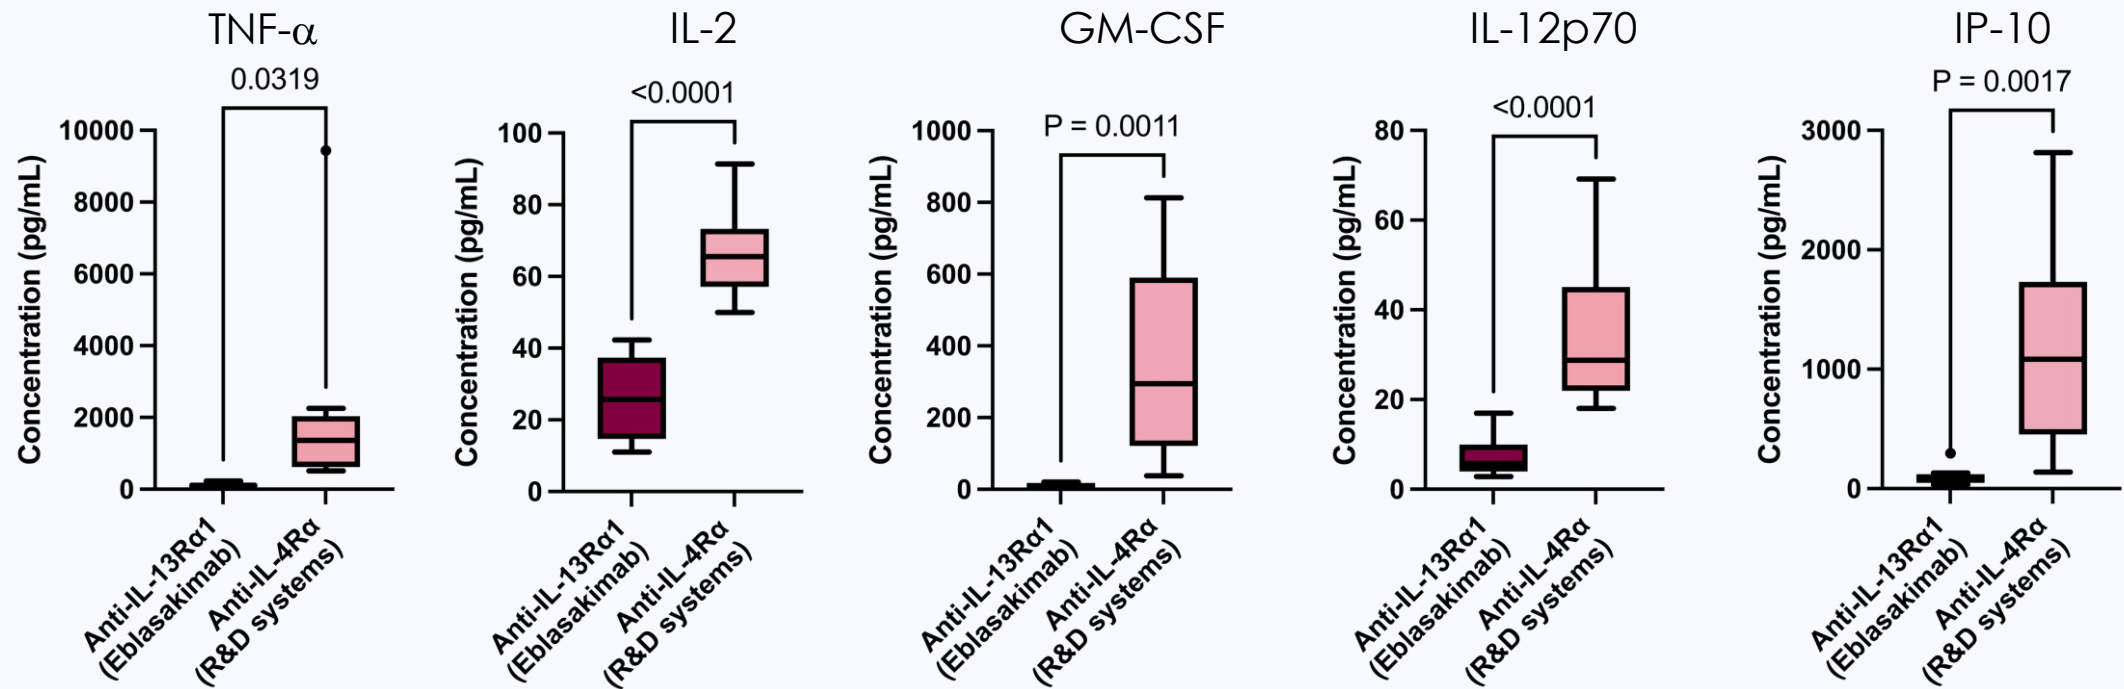 TNF-α
0.0319
Concentration (pg/mL)
10000
8000
6000
4000
2000
0
Anti-IL-13Rα1
(Eblasakimab)
Anti-IL-4Rα
(R&D systems)
IL-2
<0.0001
Concentration (pg/mL)
100
80
60
40
20
0
Anti-IL-13Rα1
(Eblasakimab)
Anti-IL-4Rα
(R&D systems)
GM-CSF
P = 0.0011
Concentration (pg/mL)
1000
800
600
400
200
0
Anti-IL-13Rα1
(Eblasakimab)
Anti-IL-4Rα
(R&D systems)
IL-12p70
<0.0001
Concentration (pg/mL)
80
60
40
20
0
Anti-IL-13Rα1
(Eblasakimab)
Anti-IL-4Rα
(R&D systems)
IP-10
P = 0.0017
Concentration (pg/mL)
3000
2000
1000
0
Anti-IL-13Rα1
(Eblasakimab)
Anti-IL-4Rα
(R&D systems)